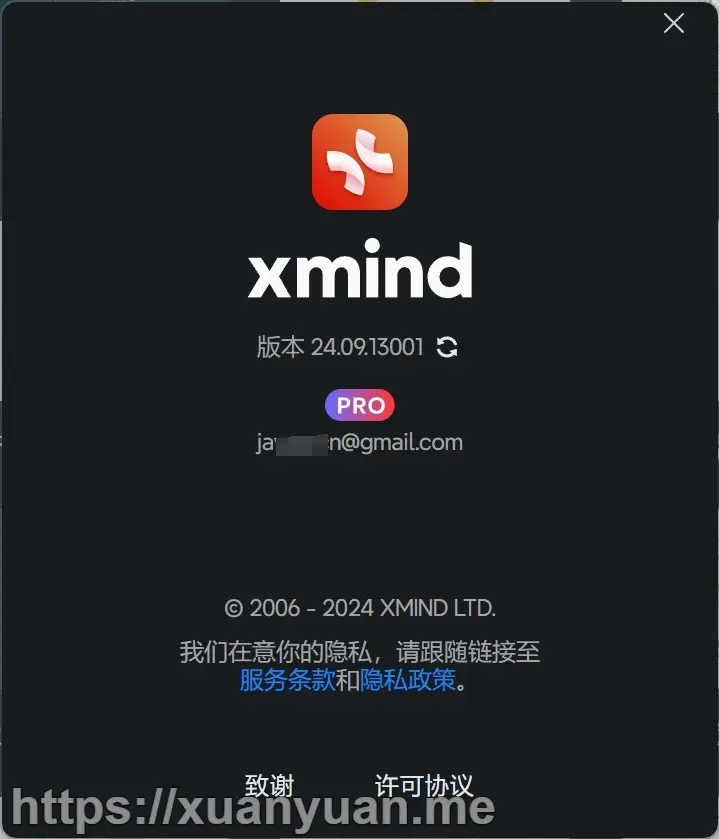 xmind
版本 24.09.13001
PRO
@gmail.com
© 2006 - 2024 XMIND LTD.
我们在意你的隐私，请跟随链接至
服务条款和隐私政策。
致谢 许可协议
https://xuanyuan.me